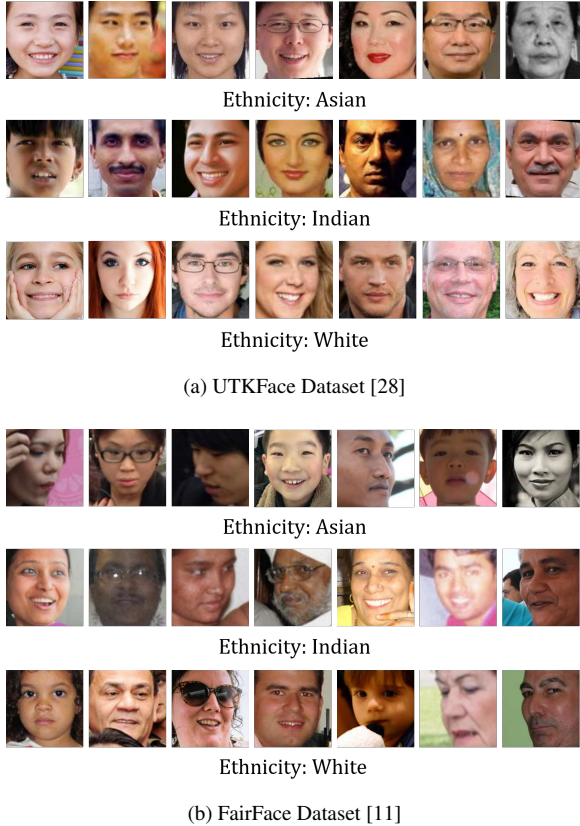 Ethnicity: Asian
Ethnicity: Indian
Ethnicity: White
(a) UTKFace Dataset [28]
Ethnicity: Asian
Ethnicity: Indian
Ethnicity: White
(b) FairFace Dataset [11]